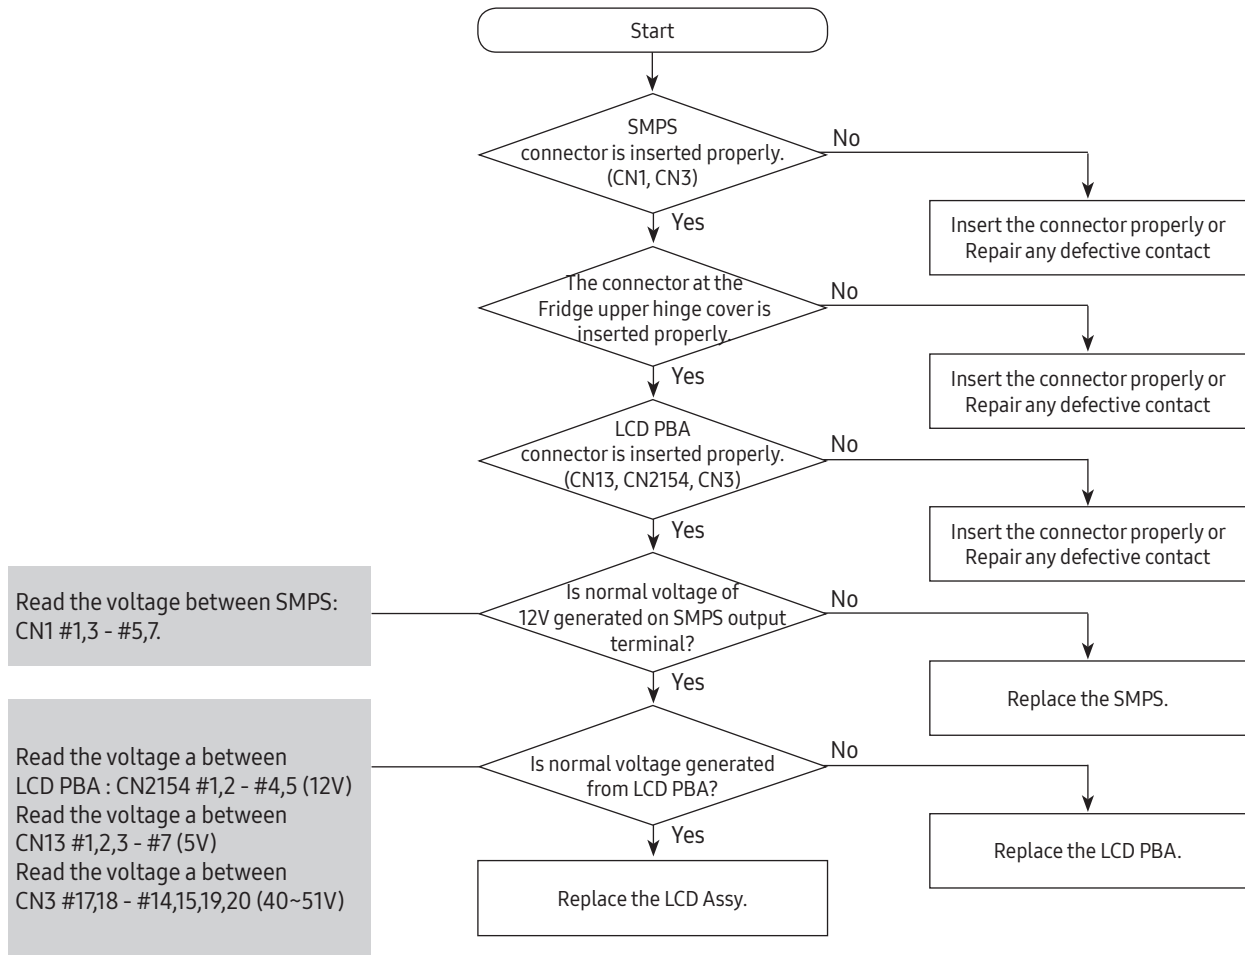 Start
SMPS
connector is inserted properly.
(CN1, CN3)
No
Insert the connector properly or
Repair any defective contact
Yes
The connector at the
Fridge upper hinge cover is
inserted properly.
No
Insert the connector properly or
Repair any defective contact
Yes
LCD PBA
connector is inserted properly.
(CN13, CN2154, CN3)
No
Insert the connector properly or
Repair any defective contact
Yes
Read the voltage between SMPS:
CN1 #1,3 - #5,7.
Is normal voltage of
12V generated on SMPS output
terminal?
No
Replace the SMPS.
Yes
Read the voltage a between
LCD PBA : CN2154 #1,2 - #4,5 (12V)
Read the voltage a between
CN13 #1,2,3 - #7 (5V)
Read the voltage a between
CN3 #17,18 - #14,15,19,20 (40~51V)
Is normal voltage generated
from LCD PBA?
No
Replace the LCD PBA.
Yes
Replace the LCD Assy.